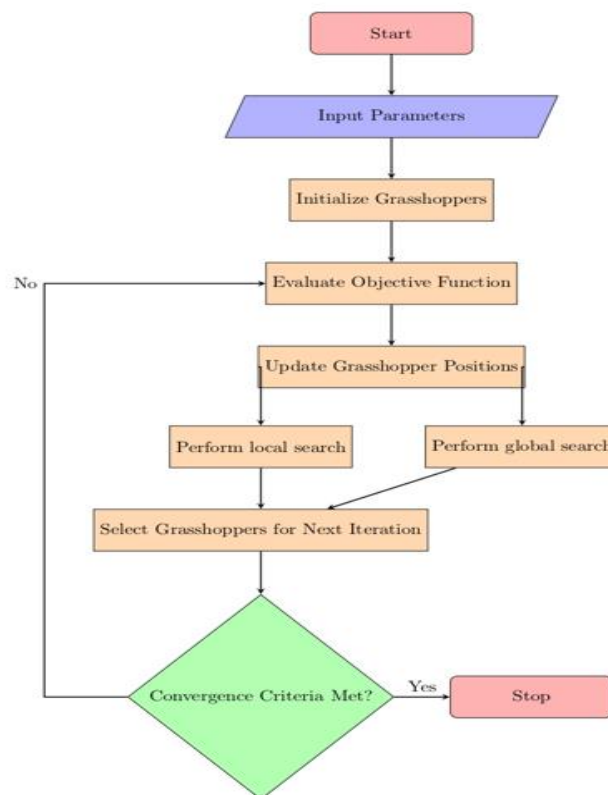 Start
Input Parameters
Initialize Grasshoppers
No
Evaluate Objective Function
Update Grasshopper Positions
Perform local search
Perform global search
Select Grasshoppers for Next Iteration
Convergence Criteria Met?
Yes
Stop